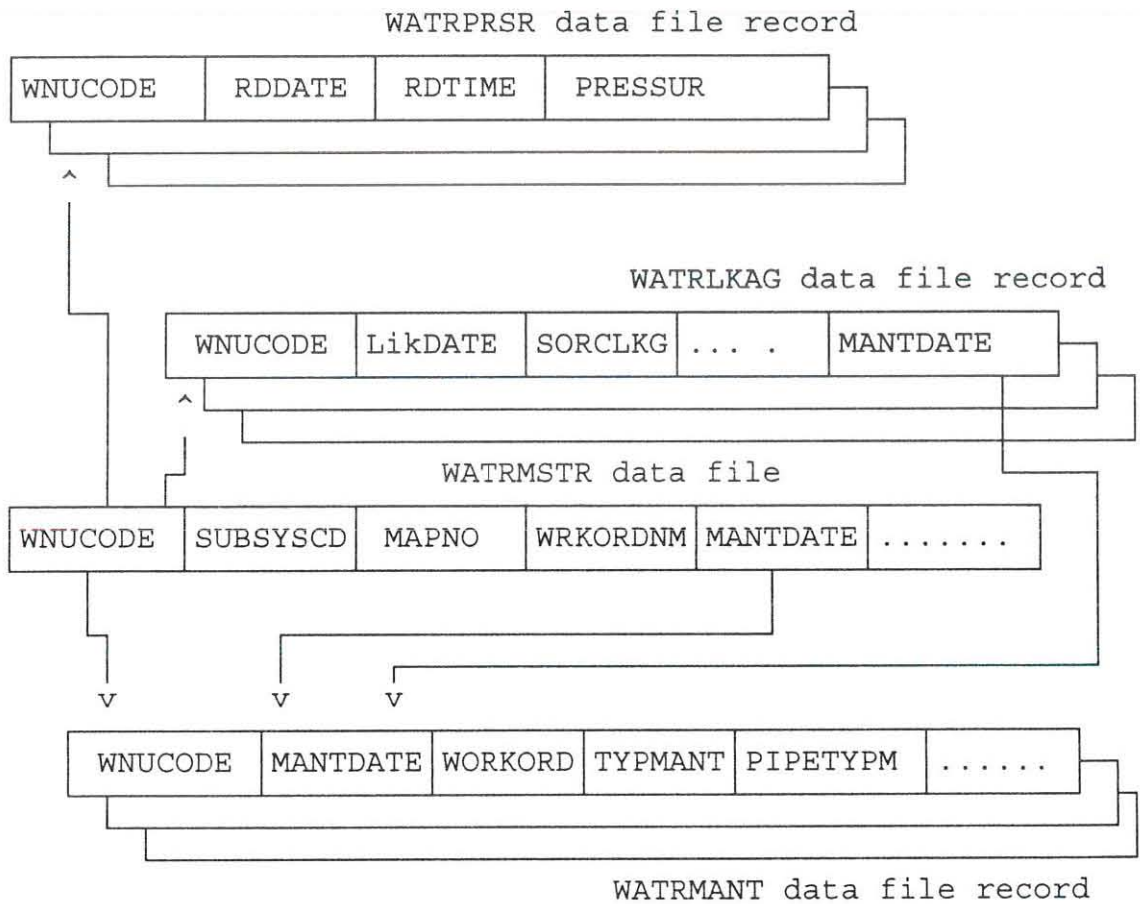 WATRPRSR data file record
WNUCODE RDDATE RDTIME PRESSUR
^
WATRLKAG data file record
WNUCODE LikDATE SORCLKG ... . MANTDATE
^
WATRMSTR data file
WNUCODE SUBSYSCD MAPNO WRKORDNM MANTDATE .......
v v v
WNUCODE MANTDATE WORKORD TYPMANT PIPETYPM ......
WATRMANT data file record